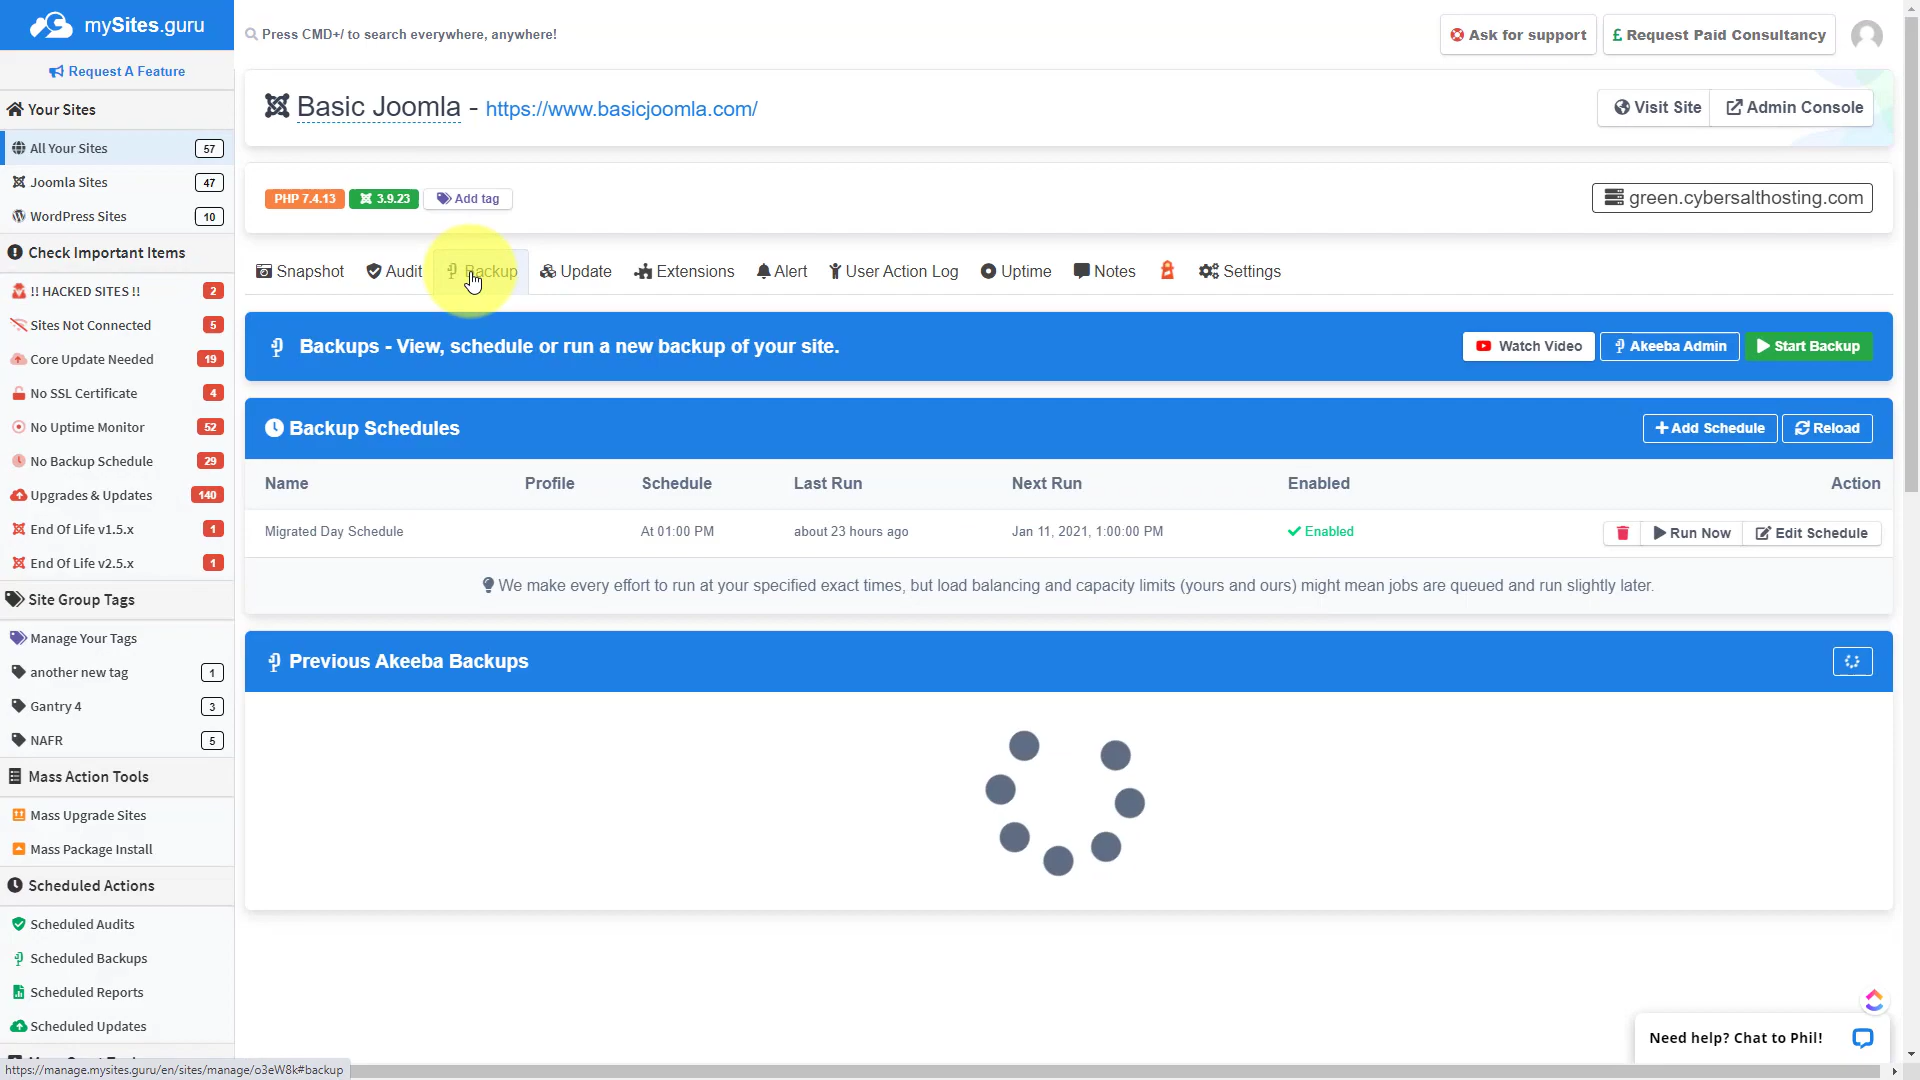 mySites.guru
Press CMD+/ to search everywhere, anywhere!
Ask for support
Request Paid Consultancy
Request A Feature
Your Sites
All Your Sites 57
Joomla Sites 47
WordPress Sites 10
Check Important Items
!! HACKED SITES !! 2
Sites Not Connected 5
Core Update Needed 19
No SSL Certificate 4
No Uptime Monitor 52
No Backup Schedule 29
Upgrades & Updates 140
End Of Life v1.5.x 1
End Of Life v2.5.x 1
Site Group Tags
Manage Your Tags
another new tag 1
Gantry 4 3
NAFR 5
Mass Action Tools
Mass Upgrade Sites
Mass Package Install
Scheduled Actions
Scheduled Audits
Scheduled Backups
Scheduled Reports
Scheduled Updates
https://manage.mysites.guru/en/sites/manage/o3eW8k#backup
Basic Joomla - https://www.basicjoomla.com/
Visit Site
Admin Console
PHP 7.4.13
3.9.23
Add tag
green.cybersalthosting.com
Snapshot
Audit
Backup
Update
Extensions
Alert
User Action Log
Uptime
Notes
Settings
Backups - View, schedule or run a new backup of your site.
Watch Video
Akeeba Admin
Start Backup
Backup Schedules
Add Schedule
Reload
Name Profile Schedule Last Run Next Run Enabled Action
Migrated Day Schedule At 01:00 PM about 23 hours ago Jan 11, 2021, 1:00:00 PM Enabled Run Now Edit Schedule
We make every effort to run at your specified exact times, but load balancing and capacity limits (yours and ours) might mean jobs are queued and run slightly later.
Previous Akeeba Backups
Need help? Chat to Phil!